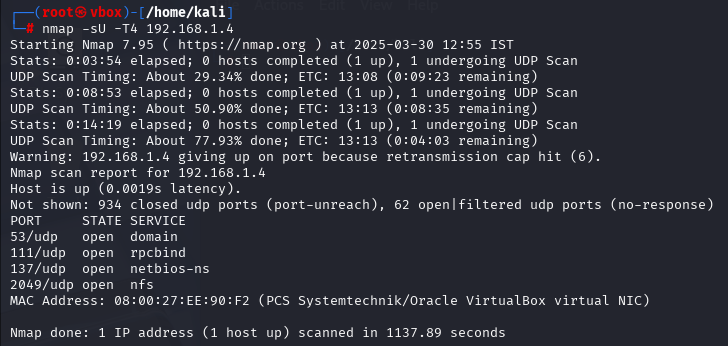 ┌──(root㉿vbox)-[/home/kali]
└─# nmap -sU -T4 192.168.1.4
Starting Nmap 7.95 ( https://nmap.org ) at 2025-03-30 12:55 IST
Stats: 0:03:54 elapsed; 0 hosts completed (1 up), 1 undergoing UDP Scan
UDP Scan Timing: About 29.34% done; ETC: 13:08 (0:09:23 remaining)
Stats: 0:08:53 elapsed; 0 hosts completed (1 up), 1 undergoing UDP Scan
UDP Scan Timing: About 50.90% done; ETC: 13:13 (0:08:35 remaining)
Stats: 0:14:19 elapsed; 0 hosts completed (1 up), 1 undergoing UDP Scan
UDP Scan Timing: About 77.93% done; ETC: 13:13 (0:04:03 remaining)
Warning: 192.168.1.4 giving up on port because retransmission cap hit (6).
Nmap scan report for 192.168.1.4
Host is up (0.0019s latency).
Not shown: 934 closed udp ports (port-unreach), 62 open|filtered udp ports (no-response)
PORT     STATE SERVICE
53/udp   open  domain
111/udp  open  rpcbind
137/udp  open  netbios-ns
2049/udp open  nfs
MAC Address: 08:00:27:EE:90:F2 (PCS Systemtechnik/Oracle VirtualBox virtual NIC)
Nmap done: 1 IP address (1 host up) scanned in 1137.89 seconds